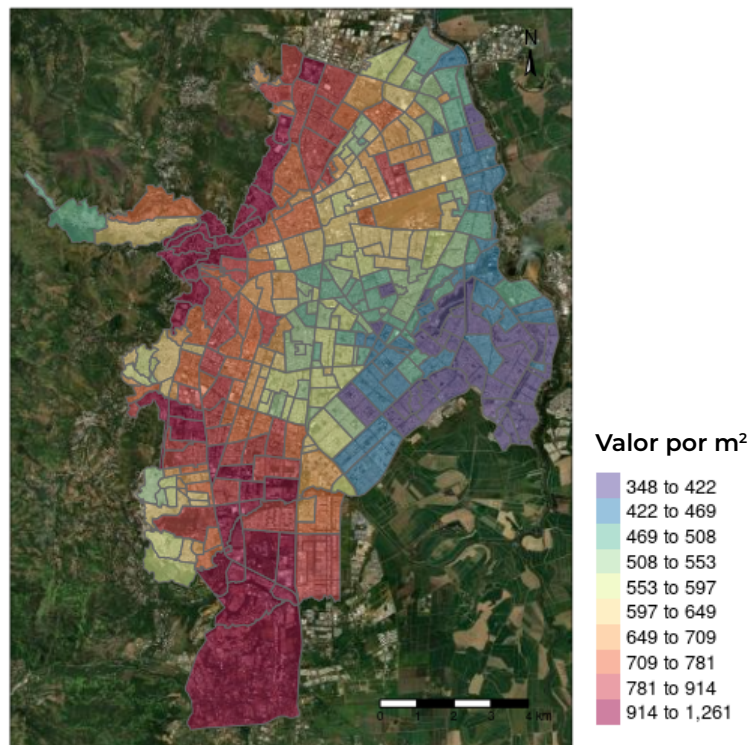 N
Valor por m²
348 to 422
422 to 469
469 to 508
508 to 553
553 to 597
597 to 649
649 to 709
709 to 781
781 to 914
914 to 1,261
0 1 2 3 4 km